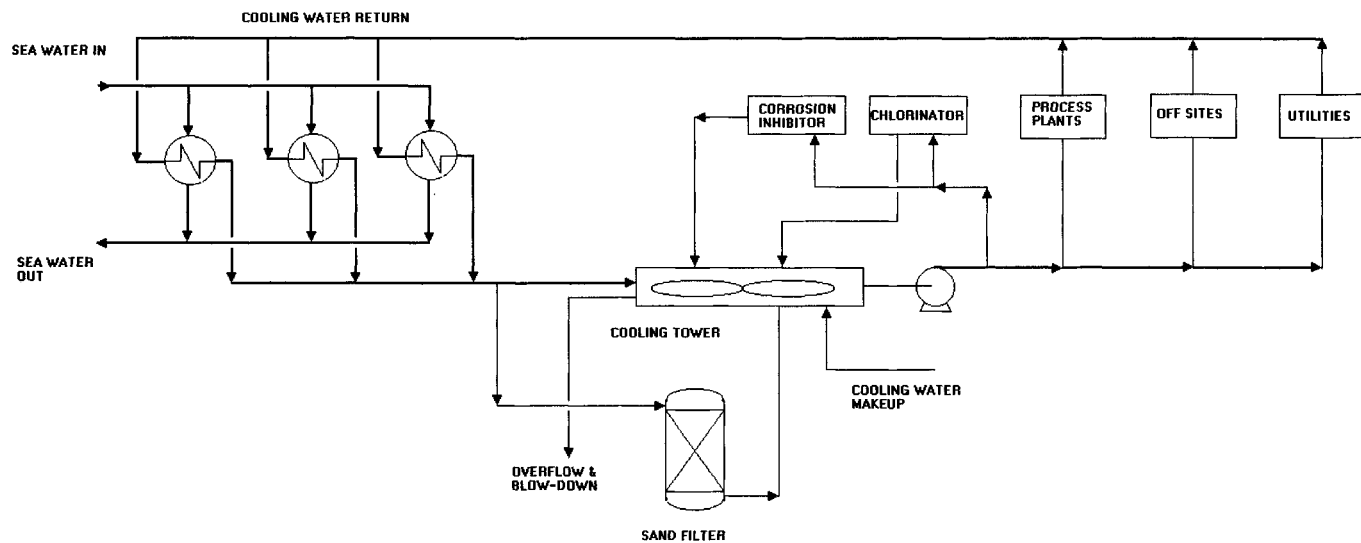 COOLING WATER RETURN
SEA WATER IN
CORROSION
INHIBITOR
CHLORINATOR
PROCESS
PLANTS
OFF SITES
UTILITIES
SEA WATER
OUT
COOLING TOWER
COOLING WATER
MAKEUP
OVERFLOW &
BLOW-DOWN
SAND FILTER